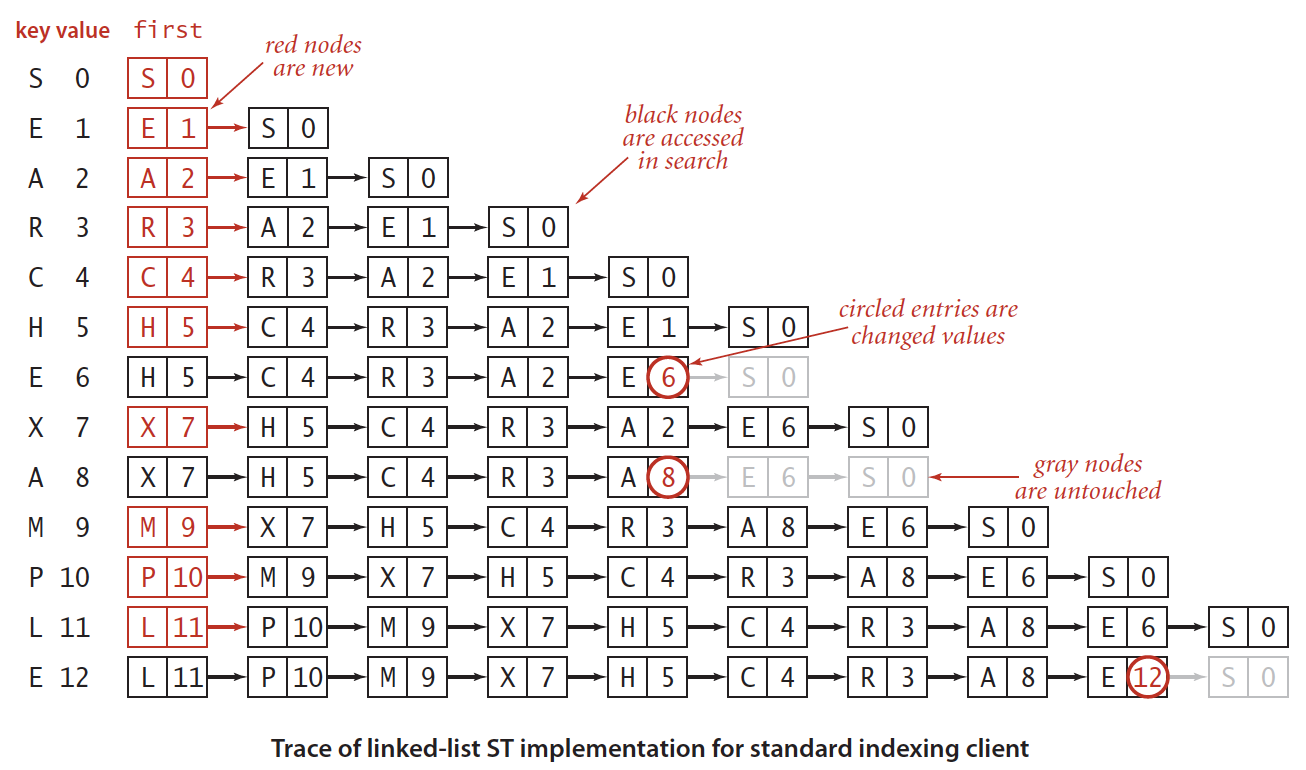 key value first
red nodes
are new
S 0 S 0
E 1 E 1 S 0
black nodes
are accessed
in search
A 2 A 2 E 1 S 0
R 3 R 3 A 2 E 1 S 0
C 4 C 4 R 3 A 2 E 1 S 0
circled entries are
changed values
H 5 H 5 C 4 R 3 A 2 E 1 S 0
E 6 H 5 C 4 R 3 A 2 E 6 S 0
X 7 X 7 H 5 C 4 R 3 A 2 E 6 S 0
A 8 X 7 H 5 C 4 R 3 A 8 E 6 S 0
gray nodes
are untouched
M 9 M 9 X 7 H 5 C 4 R 3 A 8 E 6 S 0
P 10 P 10 M 9 X 7 H 5 C 4 R 3 A 8 E 6 S 0
L 11 L 11 P 10 M 9 X 7 H 5 C 4 R 3 A 8 E 6 S 0
E 12 L 11 P 10 M 9 X 7 H 5 C 4 R 3 A 8 E 12 S 0
Trace of linked-list ST implementation for standard indexing client